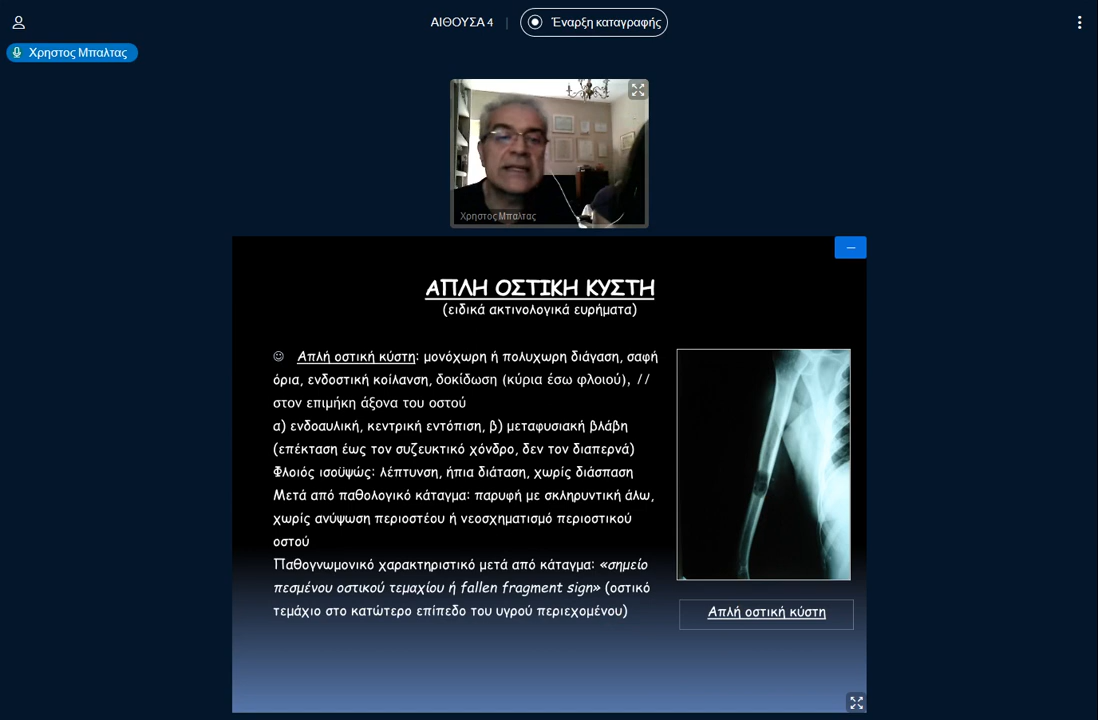 ΑΙΘΟΥΣΑ 4
Έναρξη καταγραφής
Χρηστος Μπαλτας
Χρηστος Μπαλτας
ΑΠΛΗ ΟΣΤΙΚΗ ΚΥΣΤΗ
(ειδικά ακτινολογικά ευρήματα)
☺ Απλή οστική κύστη: μονόχωρη ή πολυχωρη διάγαση, σαφή
όρια, ενδοστική κοίλανση, δοκίδωση (κύρια έσω φλοιού), //
στον επιμήκη άξονα του οστού
α) ενδοαυλική, κεντρική εντόπιση, β) μεταφυσιακή βλάβη
(επέκταση έως τον συζευκτικό χόνδρο, δεν τον διαπερνά)
Φλοιός ισοϋψώς: λέπτυνση, ήπια διάταση, χωρίς διάσπαση
Μετά από παθολογικό κάταγμα: παρυφή με σκληρυντική άλω,
χωρίς ανύψωση περιοστέου ή νεοσχηματισμό περιοστικού
οστού
Παθογνωμονικό χαρακτηριστικό μετά από κάταγμα: «σημείο
πεσμένου οστικού τεμαχίου ή fallen fragment sign» (οστικό
τεμάχιο στο κατώτερο επίπεδο του υγρού περιεχομένου)
Απλή οστική κύστη